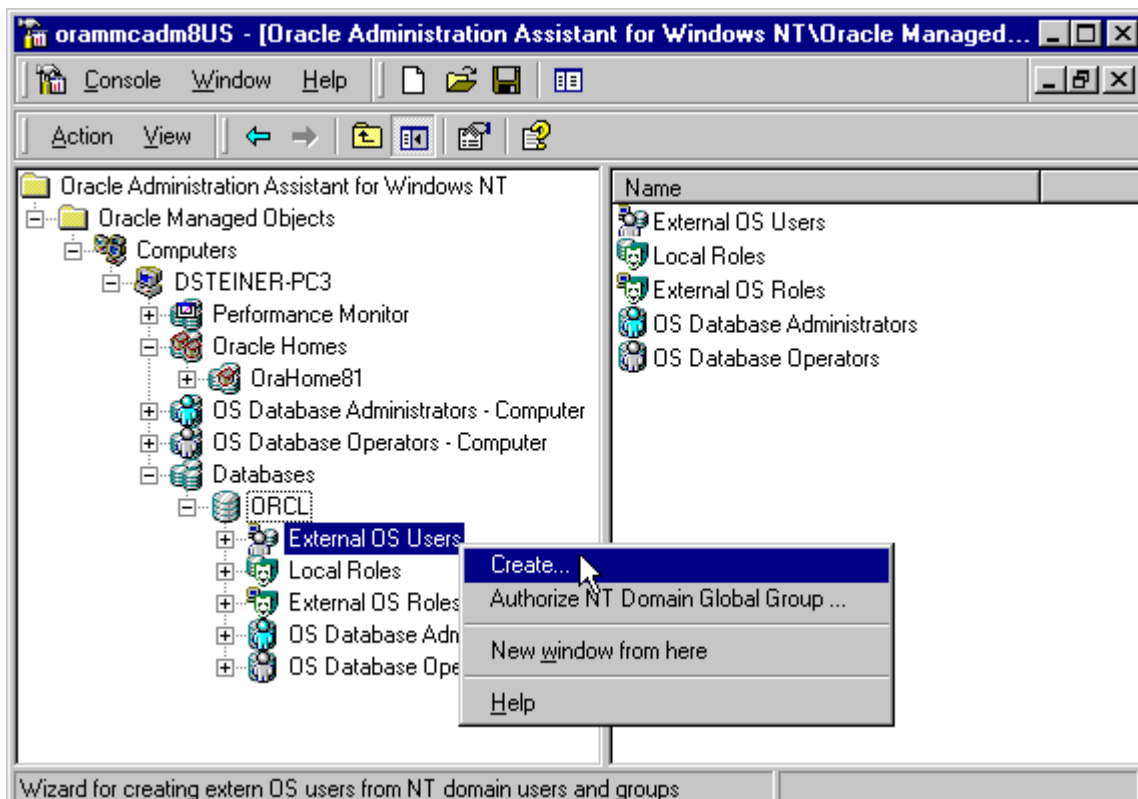 orammcadm8US - [Oracle Administration Assistant for Windows NT\Oracle Managed...
Console Window Help
Action View
Oracle Administration Assistant for Windows NT
Oracle Managed Objects
Computers
DSTEINER-PC3
Performance Monitor
Oracle Homes
OraHome81
OS Database Administrators - Computer
OS Database Operators - Computer
Databases
ORCL
External OS Users
Local Roles
External OS Roles
OS Database Adm
OS Database Ope
Name
External OS Users
Local Roles
External OS Roles
OS Database Administrators
OS Database Operators
Create...
Authorize NT Domain Global Group ...
New window from here
Help
Wizard for creating extern OS users from NT domain users and groups